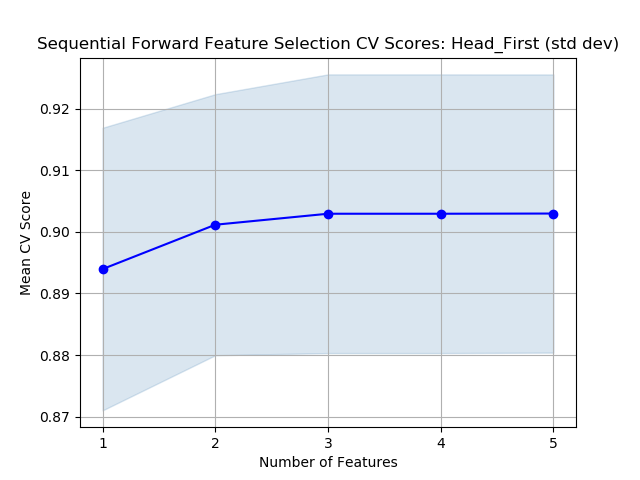 Sequential Forward Feature Selection CV Scores: Head_First (std dev)
0.92
0.91
0.90
0.89
0.88
0.87
Mean CV Score
1 2 3 4 5
Number of Features